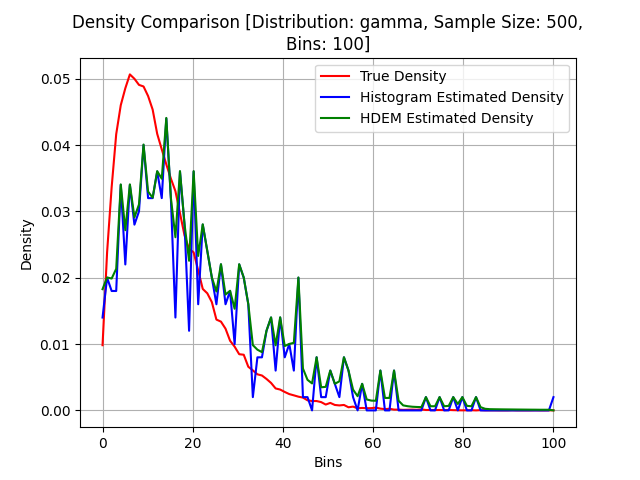 Density Comparison [Distribution: gamma, Sample Size: 500,
Bins: 100]
True Density
Histogram Estimated Density
HDEM Estimated Density
Density
0.05
0.04
0.03
0.02
0.01
0.00
0 20 40 60 80 100
Bins